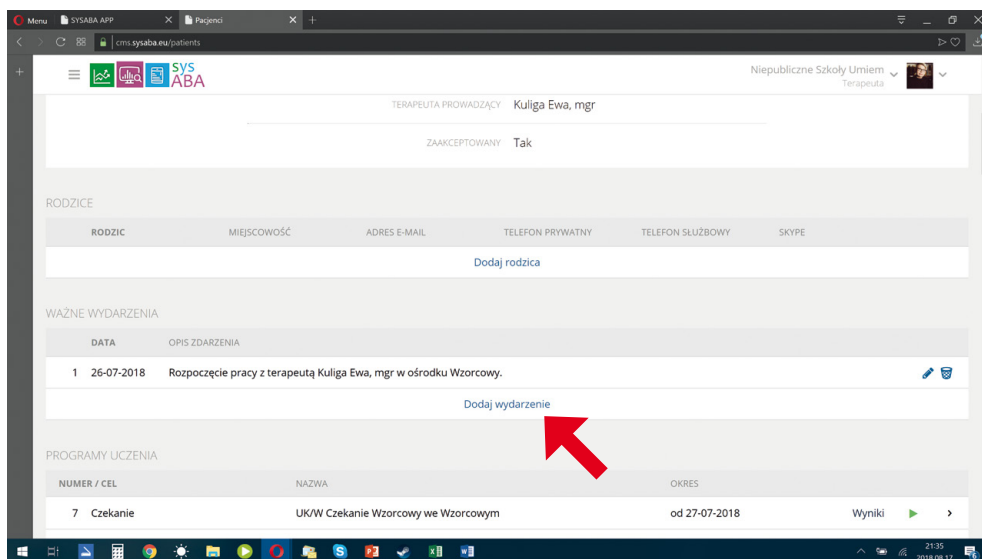 Menu SYSABA APP Pacjenci
cms.sysaba.eu/patients
sys ABA Niepubliczne Szkoły Umiem
Terapeuta
TERAPEUTA PROWADZĄCY Kuliga Ewa, mgr
ZAAKCEPTOWANY Tak
RODZICE
RODZIC MIEJSCOWOŚĆ ADRES E-MAIL TELEFON PRYWATNY TELEFON SŁUŻBOWY SKYPE
Dodaj rodzica
WAŻNE WYDARZENIA
DATA OPIS ZDARZENIA
1 26-07-2018 Rozpoczęcie pracy z terapeutą Kuliga Ewa, mgr w ośrodku Wzorcowy.
Dodaj wydarzenie
PROGRAMY UCZENIA
NUMER / CEL NAZWA OKRES
7 Czekanie UK/W Czekanie Wzorcowy we Wzorcowym od 27-07-2018 Wyniki
21:35
2018-08-17